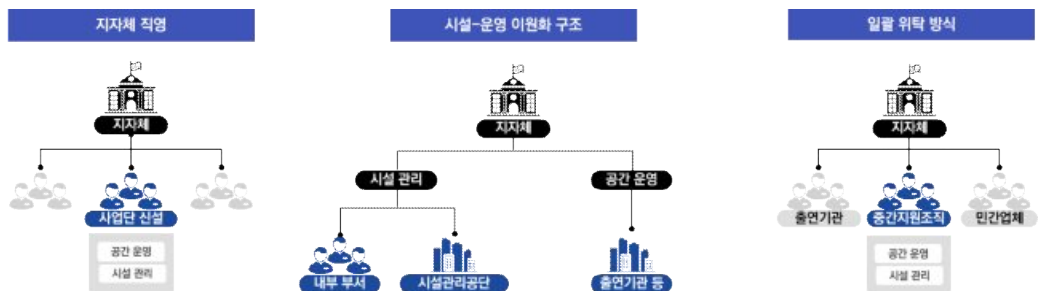 지자체 직영
지자체
사업단 신설
공간 운영
시설 관리
시설-운영 이원화 구조
지자체
시설 관리
공간 운영
내부 부서
시설관리공단
출연기관 등
일괄 위탁 방식
지자체
출연기관
중간지원조직
민간업체
공간 운영
시설 관리